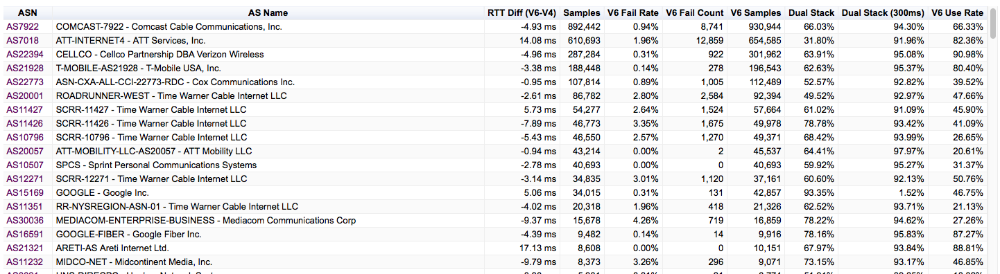 ASN AS Name RTT Diff (V6-V4) Samples V6 Fail Rate V6 Fail Count V6 Samples Dual Stack Dual Stack (300ms) V6 Use Rate
AS7922 COMCAST-7922 - Comcast Cable Communications, Inc. -4.93 ms 892,442 0.94% 8,741 930,944 66.03% 94.30% 66.33%
AS7018 ATT-INTERNET4 - ATT Services, Inc. 14.08 ms 610,693 1.96% 12,859 654,585 31.80% 91.96% 82.36%
AS22394 CELLCO - Cellco Partnership DBA Verizon Wireless -4.96 ms 287,284 0.31% 922 301,962 63.91% 95.08% 90.98%
AS21928 T-MOBILE-AS21928 - T-Mobile USA, Inc. -3.38 ms 188,448 0.14% 278 196,543 62.63% 95.37% 80.40%
AS22773 ASN-CXA-ALL-CCI-22773-RDC - Cox Communications Inc. -0.95 ms 107,814 0.89% 1,005 112,489 52.57% 92.82% 39.52%
AS20001 ROADRUNNER-WEST - Time Warner Cable Internet LLC -2.61 ms 86,782 2.80% 2,584 92,394 49.52% 92.97% 47.66%
AS11427 SCRR-11427 - Time Warner Cable Internet LLC 5.73 ms 54,277 2.64% 1,524 57,664 61.02% 91.09% 45.90%
AS11426 SCRR-11426 - Time Warner Cable Internet LLC -7.89 ms 46,773 3.35% 1,675 49,978 78.78% 93.42% 41.09%
AS10796 SCRR-10796 - Time Warner Cable Internet LLC -5.43 ms 46,550 2.57% 1,270 49,371 68.42% 93.99% 26.65%
AS20057 ATT-MOBILITY-LLC-AS20057 - ATT Mobility LLC -0.94 ms 43,214 0.00% 2 45,537 64.41% 97.97% 20.61%
AS10507 SPCS - Sprint Personal Communications Systems -2.78 ms 40,693 0.00% 0 40,693 59.92% 95.27% 31.37%
AS12271 SCRR-12271 - Time Warner Cable Internet LLC -3.14 ms 34,835 3.01% 1,120 37,161 60.60% 92.13% 50.76%
AS15169 GOOGLE - Google Inc. 5.06 ms 34,015 0.31% 131 42,857 93.35% 1.52% 46.75%
AS11351 RR-NYSREGION-ASN-01 - Time Warner Cable Internet LLC -4.02 ms 20,318 1.96% 418 21,326 62.52% 93.71% 21.13%
AS30036 MEDIACOM-ENTERPRISE-BUSINESS - Mediacom Communications Corp -9.37 ms 15,678 4.26% 719 16,859 78.22% 94.62% 27.26%
AS16591 GOOGLE-FIBER - Google Fiber Inc. -4.39 ms 9,482 0.14% 14 9,916 78.16% 95.83% 87.27%
AS21321 ARETI-AS Areti Internet Ltd. 17.13 ms 8,608 0.00% 0 10,151 67.97% 93.84% 88.81%
AS11232 MIDCO-NET - Midcontinent Media, Inc. -9.79 ms 8,373 3.26% 296 9,071 73.15% 93.17% 46.85%